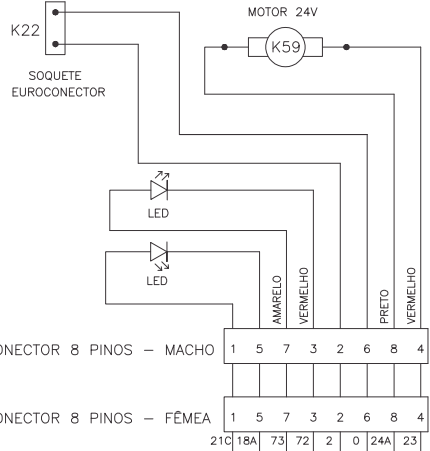 MOTOR 24V
K22
K59
SOQUETE
EUROCONECTOR
LED
LED
AMARELO
VERMELHO
PRETO
VERMELHO
ONECTOR 8 PINOS – MACHO
1 5 7 3 2 6 8 4
ONECTOR 8 PINOS – FÊMEA
1 5 7 3 2 6 8 4
21C 18A 73 72 2 0 24A 23